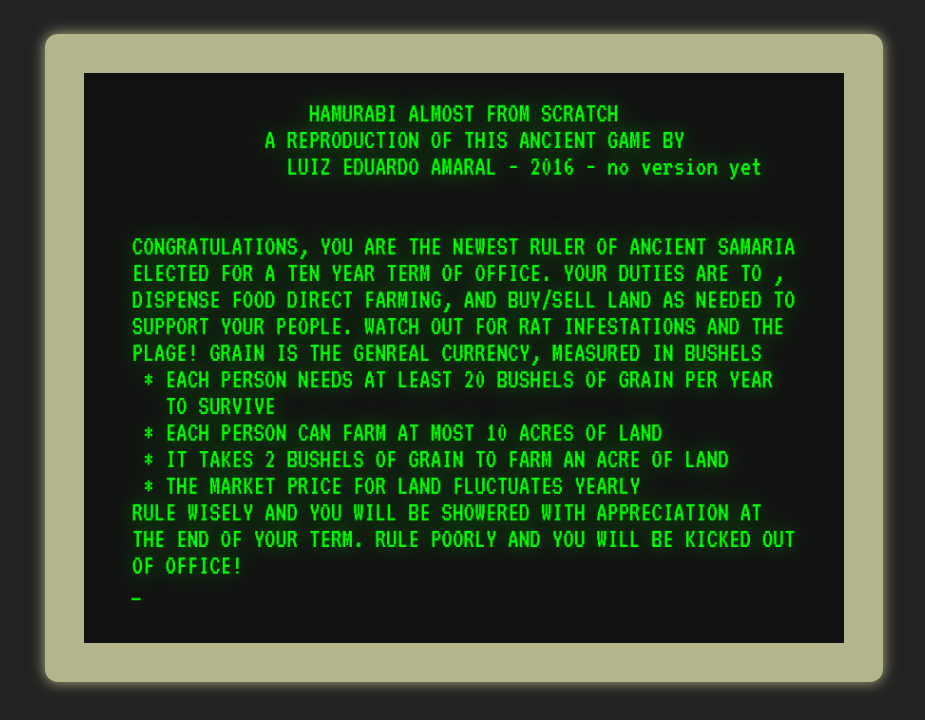 HAMURABI ALMOST FROM SCRATCH
A REPRODUCTION OF THIS ANCIENT GAME BY
LUIZ EDUARDO AMARAL - 2016 - no version yet
CONGRATULATIONS, YOU ARE THE NEWEST RULER OF ANCIENT SAMARIA
ELECTED FOR A TEN YEAR TERM OF OFFICE. YOUR DUTIES ARE TO ,
DISPENSE FOOD DIRECT FARMING, AND BUY/SELL LAND AS NEEDED TO
SUPPORT YOUR PEOPLE. WATCH OUT FOR RAT INFESTATIONS AND THE
PLAGE! GRAIN IS THE GENREAL CURRENCY, MEASURED IN BUSHELS
* EACH PERSON NEEDS AT LEAST 20 BUSHELS OF GRAIN PER YEAR
TO SURVIVE
* EACH PERSON CAN FARM AT MOST 10 ACRES OF LAND
* IT TAKES 2 BUSHELS OF GRAIN TO FARM AN ACRE OF LAND
* THE MARKET PRICE FOR LAND FLUCTUATES YEARLY
RULE WISELY AND YOU WILL BE SHOWERED WITH APPRECIATION AT
THE END OF YOUR TERM. RULE POORLY AND YOU WILL BE KICKED OUT
OF OFFICE!
_